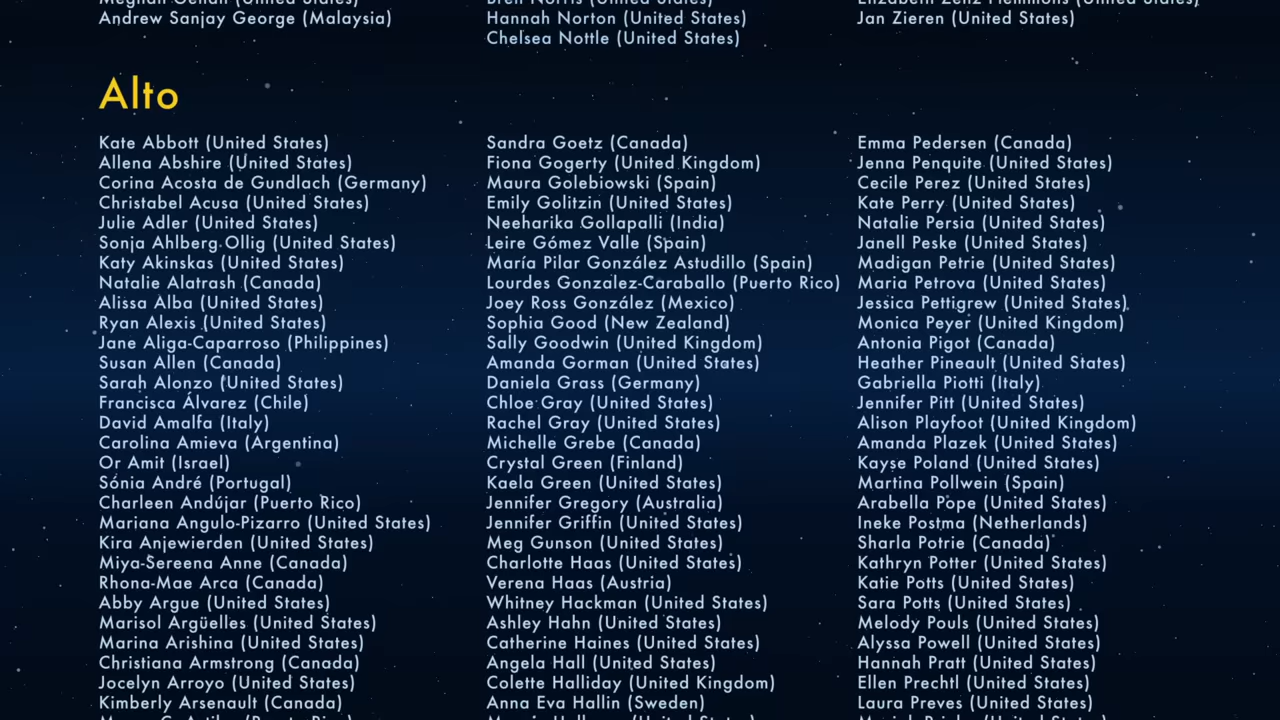 Andrew Sanjay George (Malaysia)
Hannah Norton (United States)
Chelsea Nottle (United States)
Jan Zieren (United States)
Alto
Kate Abbott (United States)
Allena Abshire (United States)
Corina Acosta de Gundlach (Germany)
Christabel Acusa (United States)
Julie Adler (United States)
Sonja Ahlberg Ollig (United States)
Katy Akinskas (United States)
Natalie Alatrash (Canada)
Alissa Alba (United States)
Ryan Alexis (United States)
Jane Aliga-Caparroso (Philippines)
Susan Allen (Canada)
Sarah Alonzo (United States)
Francisca Álvarez (Chile)
David Amalfa (Italy)
Carolina Amieva (Argentina)
Or Amit (Israel)
Sónia André (Portugal)
Charleen Andújar (Puerto Rico)
Mariana Angulo-Pizarro (United States)
Kira Anjewierden (United States)
Miya-Sereena Anne (Canada)
Rhona-Mae Arca (Canada)
Abby Argue (United States)
Marisol Argüelles (United States)
Marina Arishina (United States)
Christiana Armstrong (Canada)
Jocelyn Arroyo (United States)
Kimberly Arsenault (Canada)
Sandra Goetz (Canada)
Fiona Gogerty (United Kingdom)
Maura Golebiowski (Spain)
Emily Golitzin (United States)
Neeharika Gollapalli (India)
Leire Gómez Valle (Spain)
María Pilar González Astudillo (Spain)
Lourdes González-Caraballo (Puerto Rico)
Joey Ross González (Mexico)
Sophia Good (New Zealand)
Sally Goodwin (United Kingdom)
Amanda Gorman (United States)
Daniela Grass (Germany)
Chloe Gray (United States)
Rachel Gray (United States)
Michelle Grebe (Canada)
Crystal Green (Finland)
Kaela Green (United States)
Jennifer Gregory (Australia)
Jennifer Griffin (United States)
Meg Gunson (United States)
Charlotte Haas (United States)
Verena Haas (Austria)
Whitney Hackman (United States)
Ashley Hahn (United States)
Catherine Haines (United States)
Angela Hall (United States)
Colette Halliday (United Kingdom)
Anna Eva Hallin (Sweden)
Emma Pedersen (Canada)
Jenna Penquite (United States)
Cecile Perez (United States)
Kate Perry (United States)
Natalie Persia (United States)
Janell Peske (United States)
Madigan Petrie (United States)
Maria Petrova (United States)
Jessica Pettigrew (United States)
Monica Peyer (United Kingdom)
Antonia Pigot (Canada)
Heather Pineault (United States)
Gabriella Piotti (Italy)
Jennifer Pitt (United States)
Alison Playfoot (United Kingdom)
Amanda Plazek (United States)
Kayse Poland (United States)
Martina Pollwein (Spain)
Arabella Pope (United States)
Ineke Postma (Netherlands)
Sharla Potrie (Canada)
Kathryn Potter (United States)
Katie Potts (United States)
Sara Potts (United States)
Melody Pouls (United States)
Alyssa Powell (United States)
Hannah Pratt (United States)
Ellen Prechtl (United States)
Laura Preves (United States)